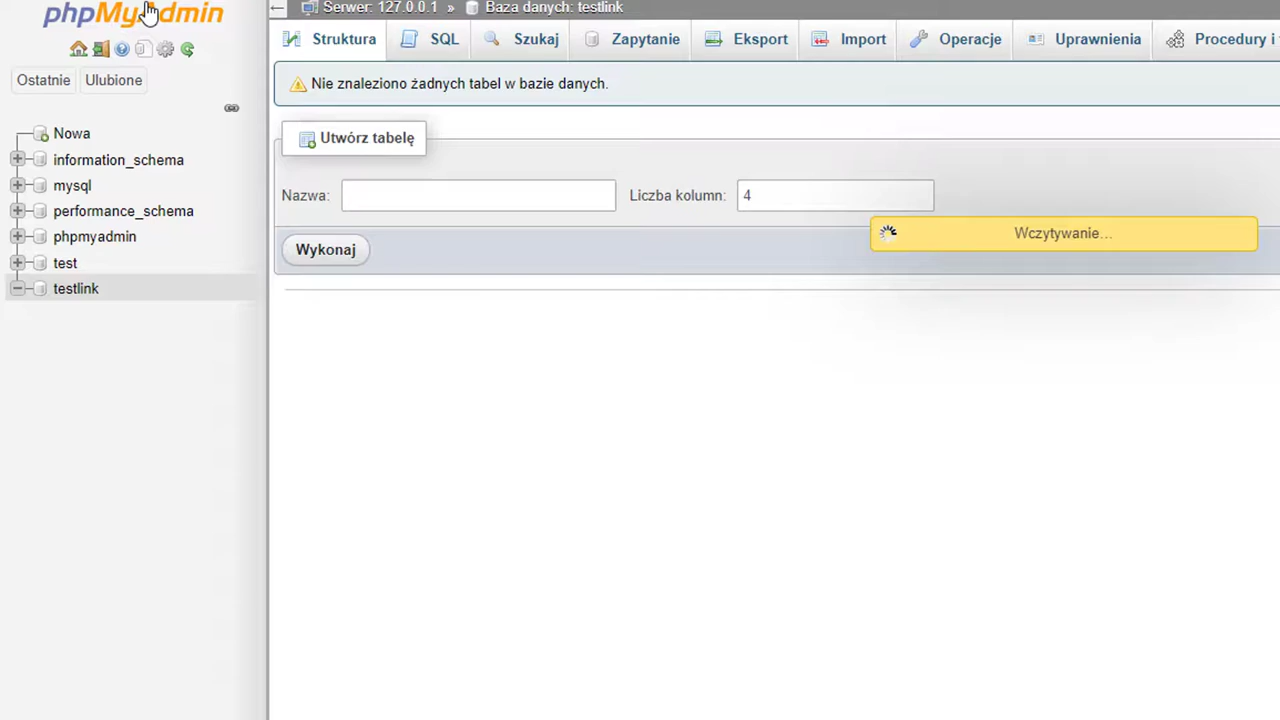 phpMyAdmin
Ostatnie Ulubione
Nowa
information_schema
mysql
performance_schema
phpmyadmin
test
testlink
Serwer: 127.0.0.1 » Baza danych: testlink
Struktura SQL Szukaj Zapytanie Eksport Import Operacje Uprawnienia Procedury i
Nie znaleziono żadnych tabel w bazie danych.
Utwórz tabelę
Nazwa: Liczba kolumn: 4
Wczytywanie...
Wykonaj